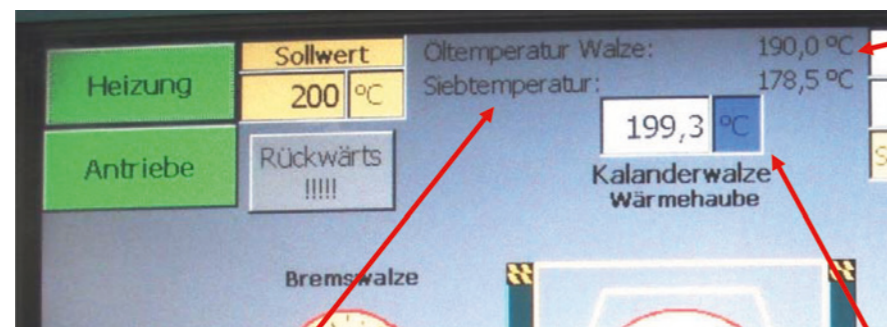 Heizung
Sollwert
200 °C
Öltemperatur Walze: 190,0 °C
Siebtemperatur: 178,5 °C
199,3 °C
Antriebe
Rückwärts
!!!!!
Kalanderwalze
Wärmehaube
Bremswalze